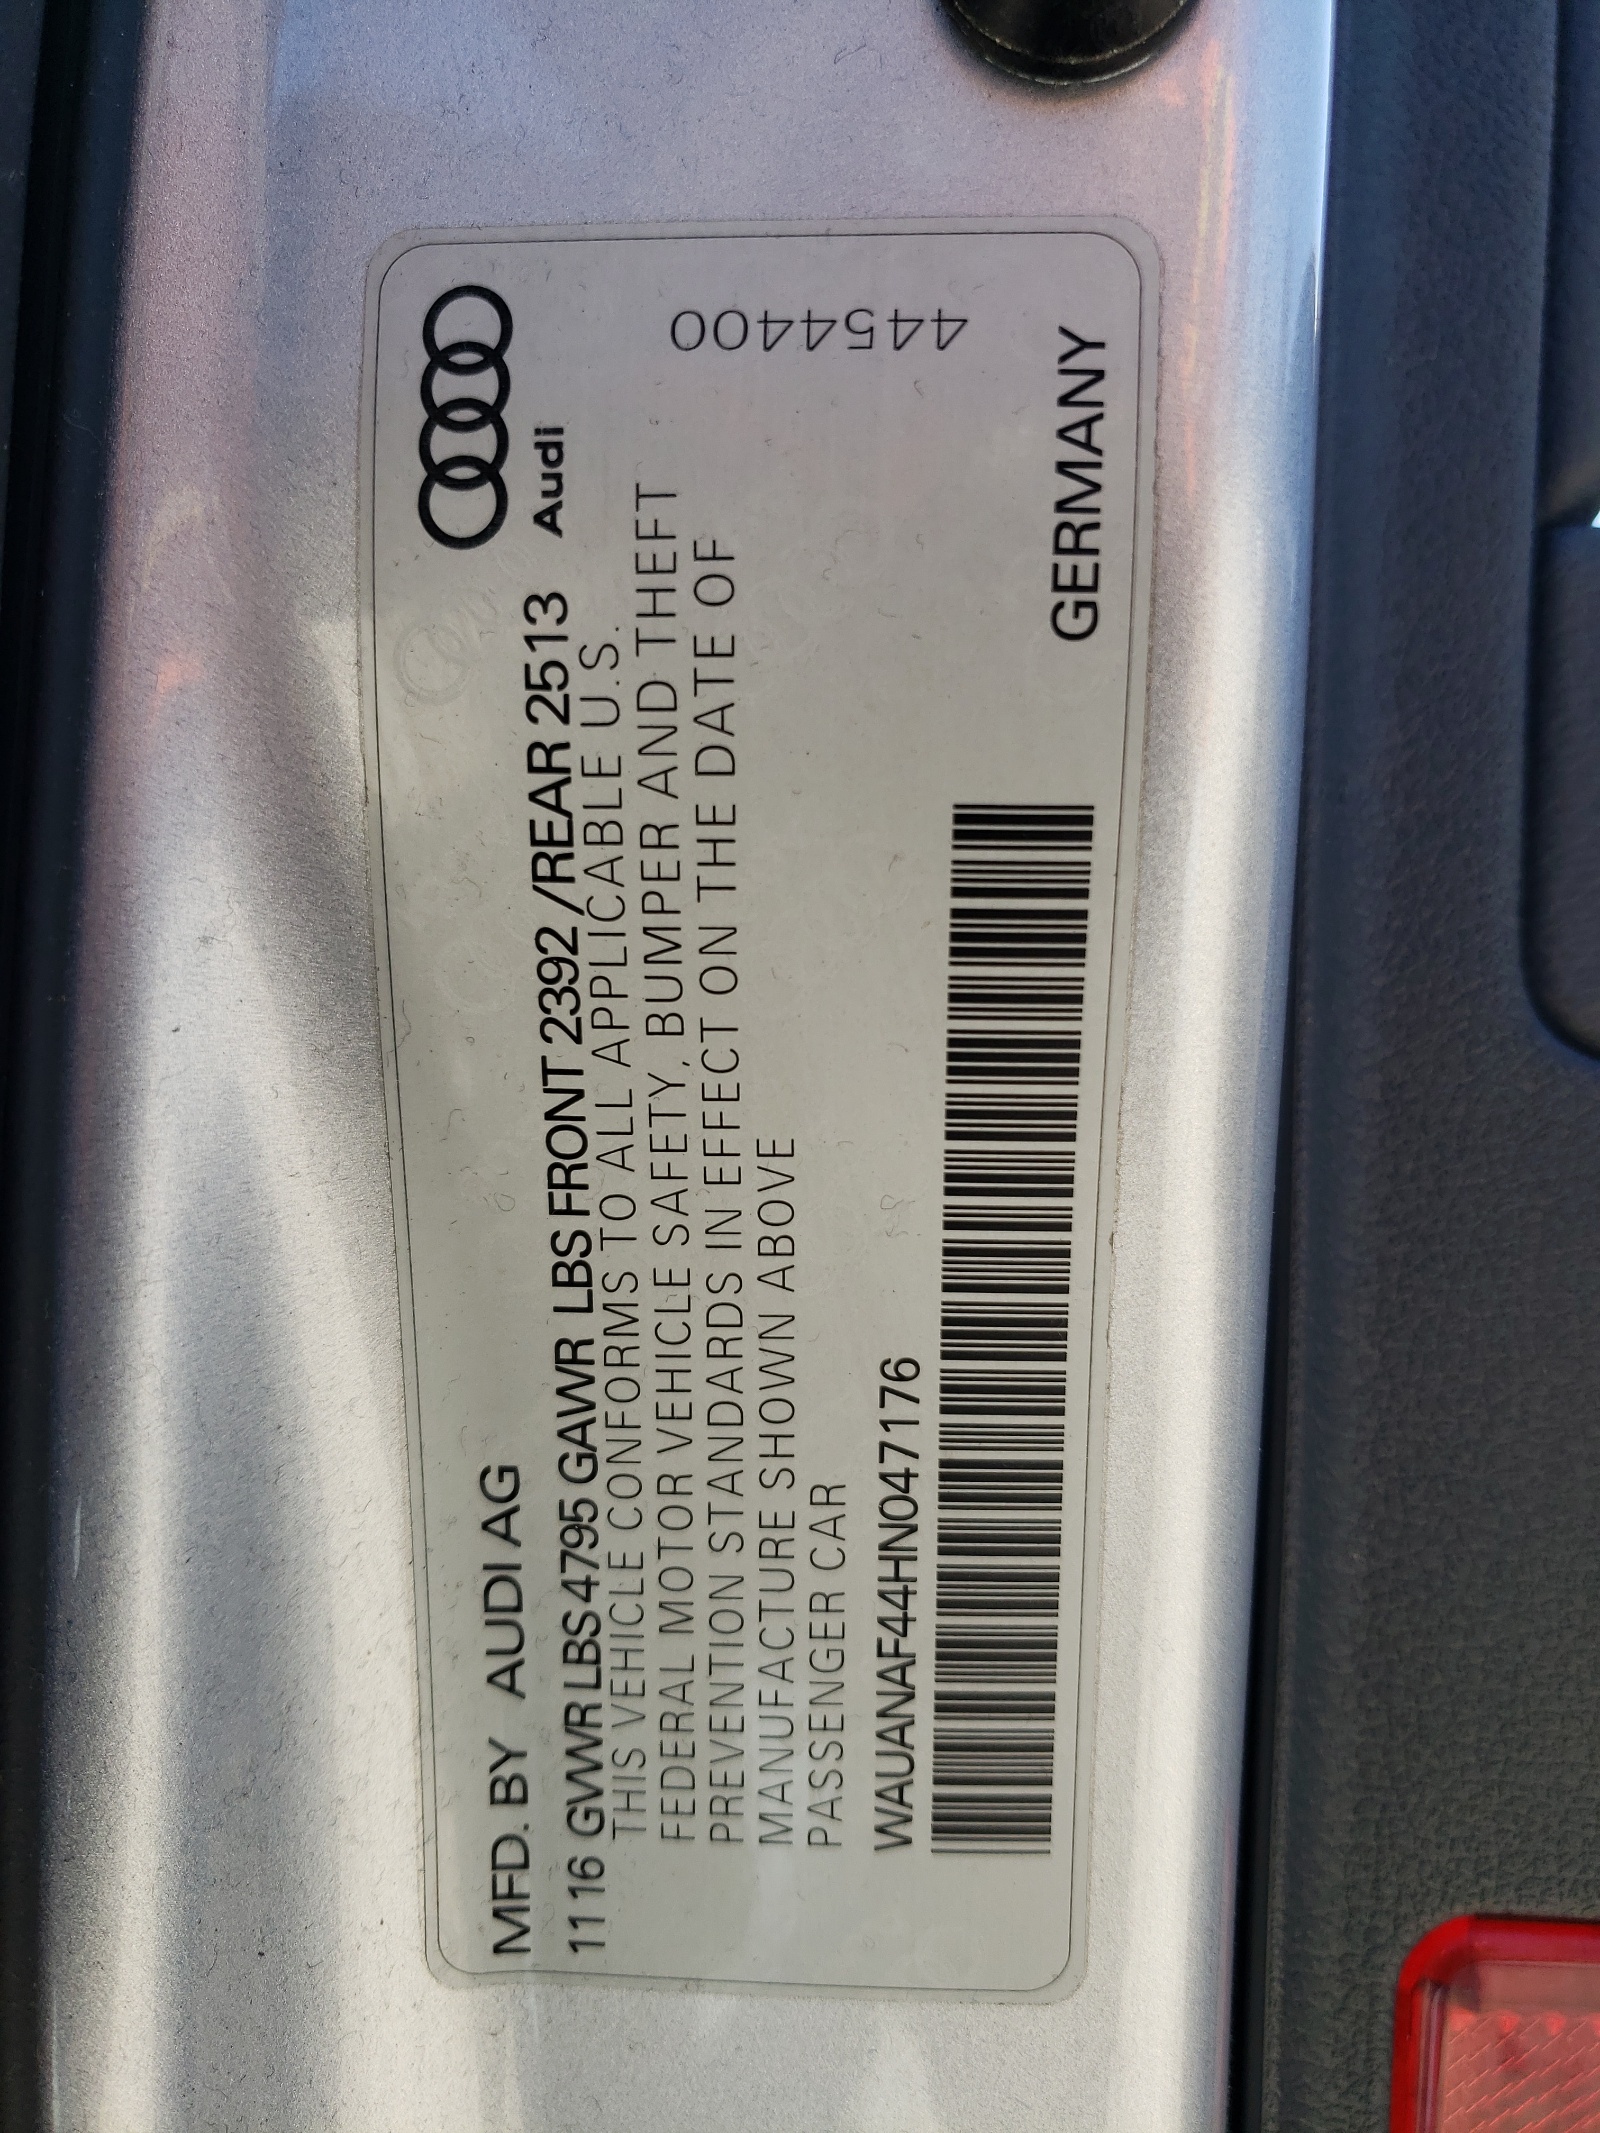 Audi
MFD. BY AUDI AG
11 16 GVWR LBS 4795 GAWR LBS FRONT 2392 /REAR 2513
THIS VEHICLE CONFORMS TO ALL APPLICABLE U.S.
FEDERAL MOTOR VEHICLE SAFETY, BUMPER AND THEFT
PREVENTION STANDARDS IN EFFECT ON THE DATE OF
MANUFACTURE SHOWN ABOVE
PASSENGER CAR
4454400
WAUANAF44HN047176
GERMANY